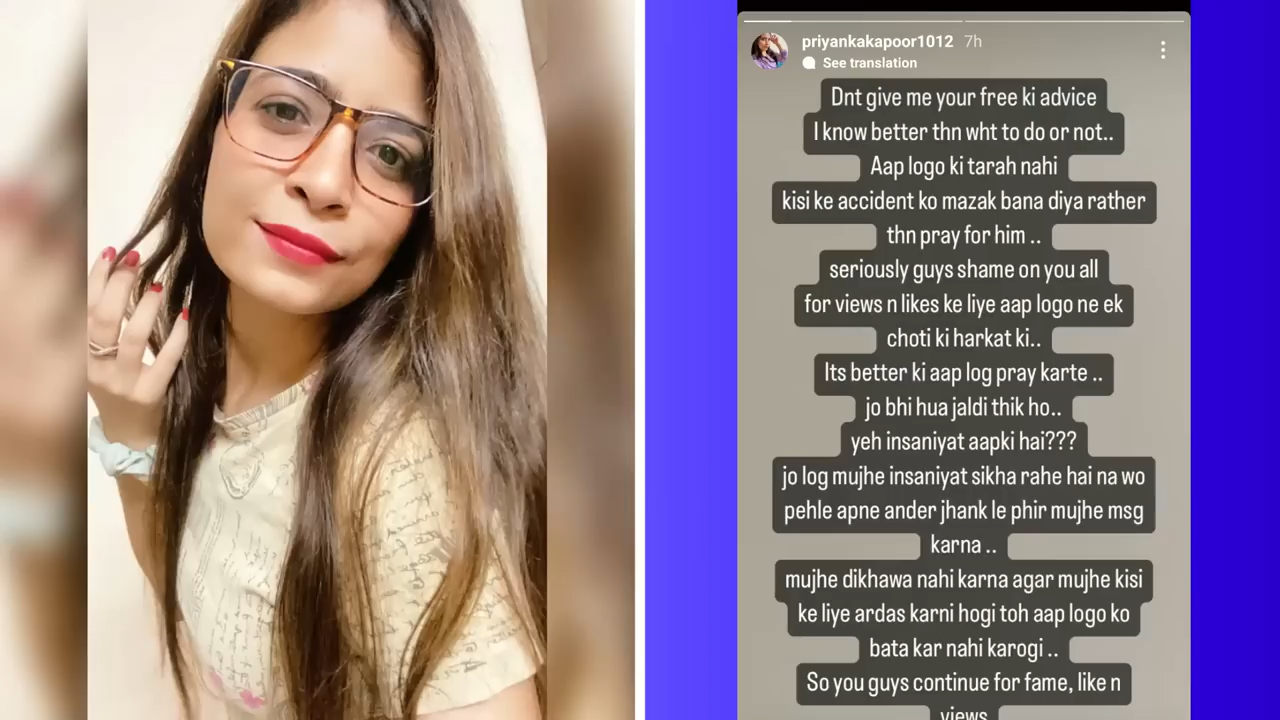 priyankakapoor1012 7h
See translation
Dnt give me your free ki advice
I know better thn wht to do or not..
Aap logo ki tarah nahi
kisi ke accident ko mazak bana diya rather
thn pray for him ..
seriously guys shame on you all
for views n likes ke liye aap logo ne ek
choti ki harkat ki..
Its better ki aap log pray karte ..
jo bhi hua jaldi thik ho..
yeh insaniyat aapki hai???
jo log mujhe insaniyat sikha rahe hai na wo
pehle apne ander jhank le phir mujhe msg
karna ..
mujhe dikhawa nahi karna agar mujhe kisi
ke liye ardas karni hogi toh aap logo ko
bata kar nahi karogi ..
So you guys continue for fame, like n
views